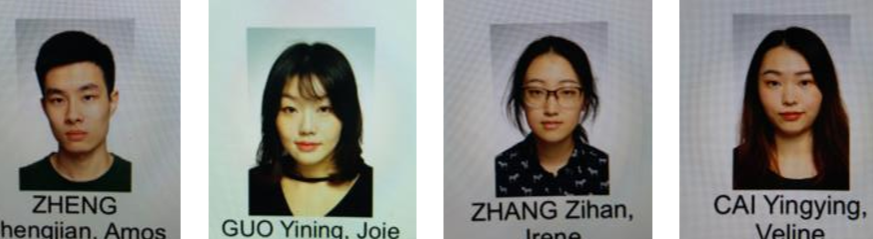 ZHENG
hengjian, Amos
GUO Yining, Joie
ZHANG Zihan,
Irene
CAI Yingying,
Veline